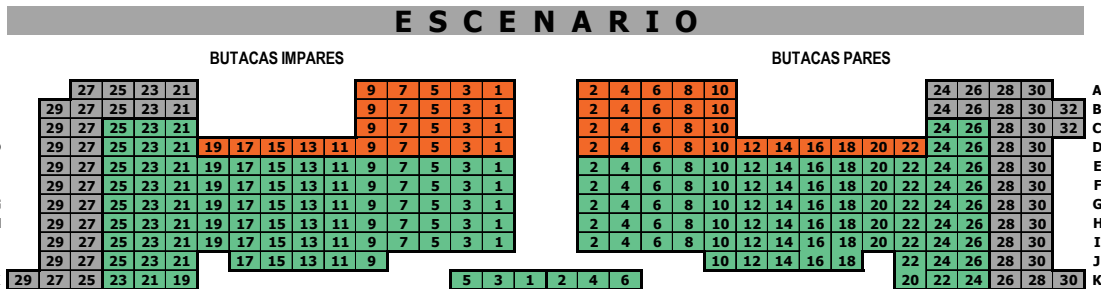 ESCENARIO
BUTACAS IMPARES BUTACAS PARES
27 25 23 21 9 7 5 3 1 2 4 6 8 10 24 26 28 30 A
29 27 25 23 21 9 7 5 3 1 2 4 6 8 10 24 26 28 30 32 B
29 27 25 23 21 9 7 5 3 1 2 4 6 8 10 24 26 28 30 32 C
29 27 25 23 21 19 17 15 13 11 9 7 5 3 1 2 4 6 8 10 12 14 16 18 20 22 24 26 28 30 D
29 27 25 23 21 19 17 15 13 11 9 7 5 3 1 2 4 6 8 10 12 14 16 18 20 22 24 26 28 30 E
29 27 25 23 21 19 17 15 13 11 9 7 5 3 1 2 4 6 8 10 12 14 16 18 20 22 24 26 28 30 F
29 27 25 23 21 19 17 15 13 11 9 7 5 3 1 2 4 6 8 10 12 14 16 18 20 22 24 26 28 30 G
29 27 25 23 21 19 17 15 13 11 9 7 5 3 1 2 4 6 8 10 12 14 16 18 20 22 24 26 28 30 H
29 27 25 23 21 19 17 15 13 11 9 7 5 3 1 2 4 6 8 10 12 14 16 18 20 22 24 26 28 30 I
29 27 25 23 21 17 15 13 11 9 10 12 14 16 18 22 24 26 28 30 J
29 27 25 23 21 19 5 3 1 2 4 6 20 22 24 26 28 30 K